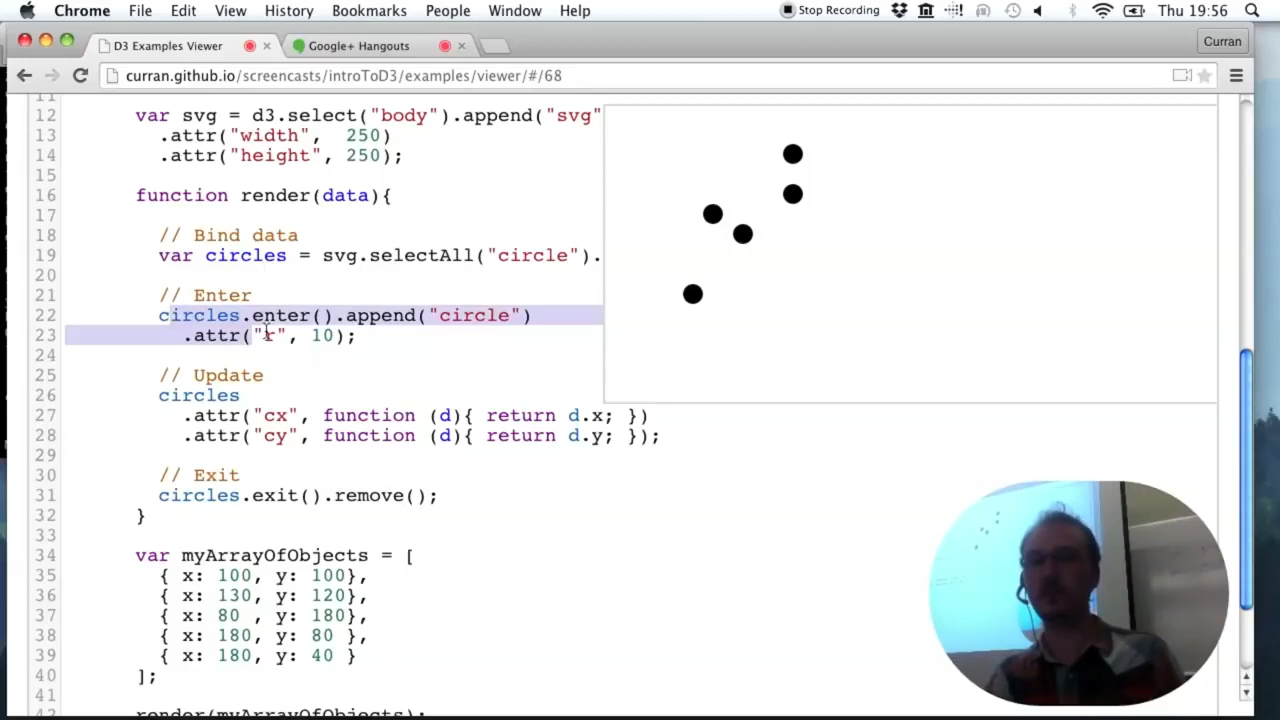 Chrome File Edit View History Bookmarks People Window Help Stop Recording Thu 19:56
D3 Examples Viewer × Google+ Hangouts × Curran
curran.github.io/screencasts/introToD3/examples/viewer/#/68
11
12 var svg = d3.select("body").append("svg"
13 .attr("width", 250)
14 .attr("height", 250);
15
16 function render(data){
17
18 // Bind data
19 var circles = svg.selectAll("circle").
20
21 // Enter
22 circles.enter().append("circle")
23 .attr("r", 10);
24
25 // Update
26 circles
27 .attr("cx", function (d){ return d.x; })
28 .attr("cy", function (d){ return d.y; });
29
30 // Exit
31 circles.exit().remove();
32 }
33
34 var myArrayOfObjects = [
35 { x: 100, y: 100},
36 { x: 130, y: 120},
37 { x: 80 , y: 180},
38 { x: 180, y: 80 },
39 { x: 180, y: 40 }
40 ];
41
42 render(myArrayOfObjects);